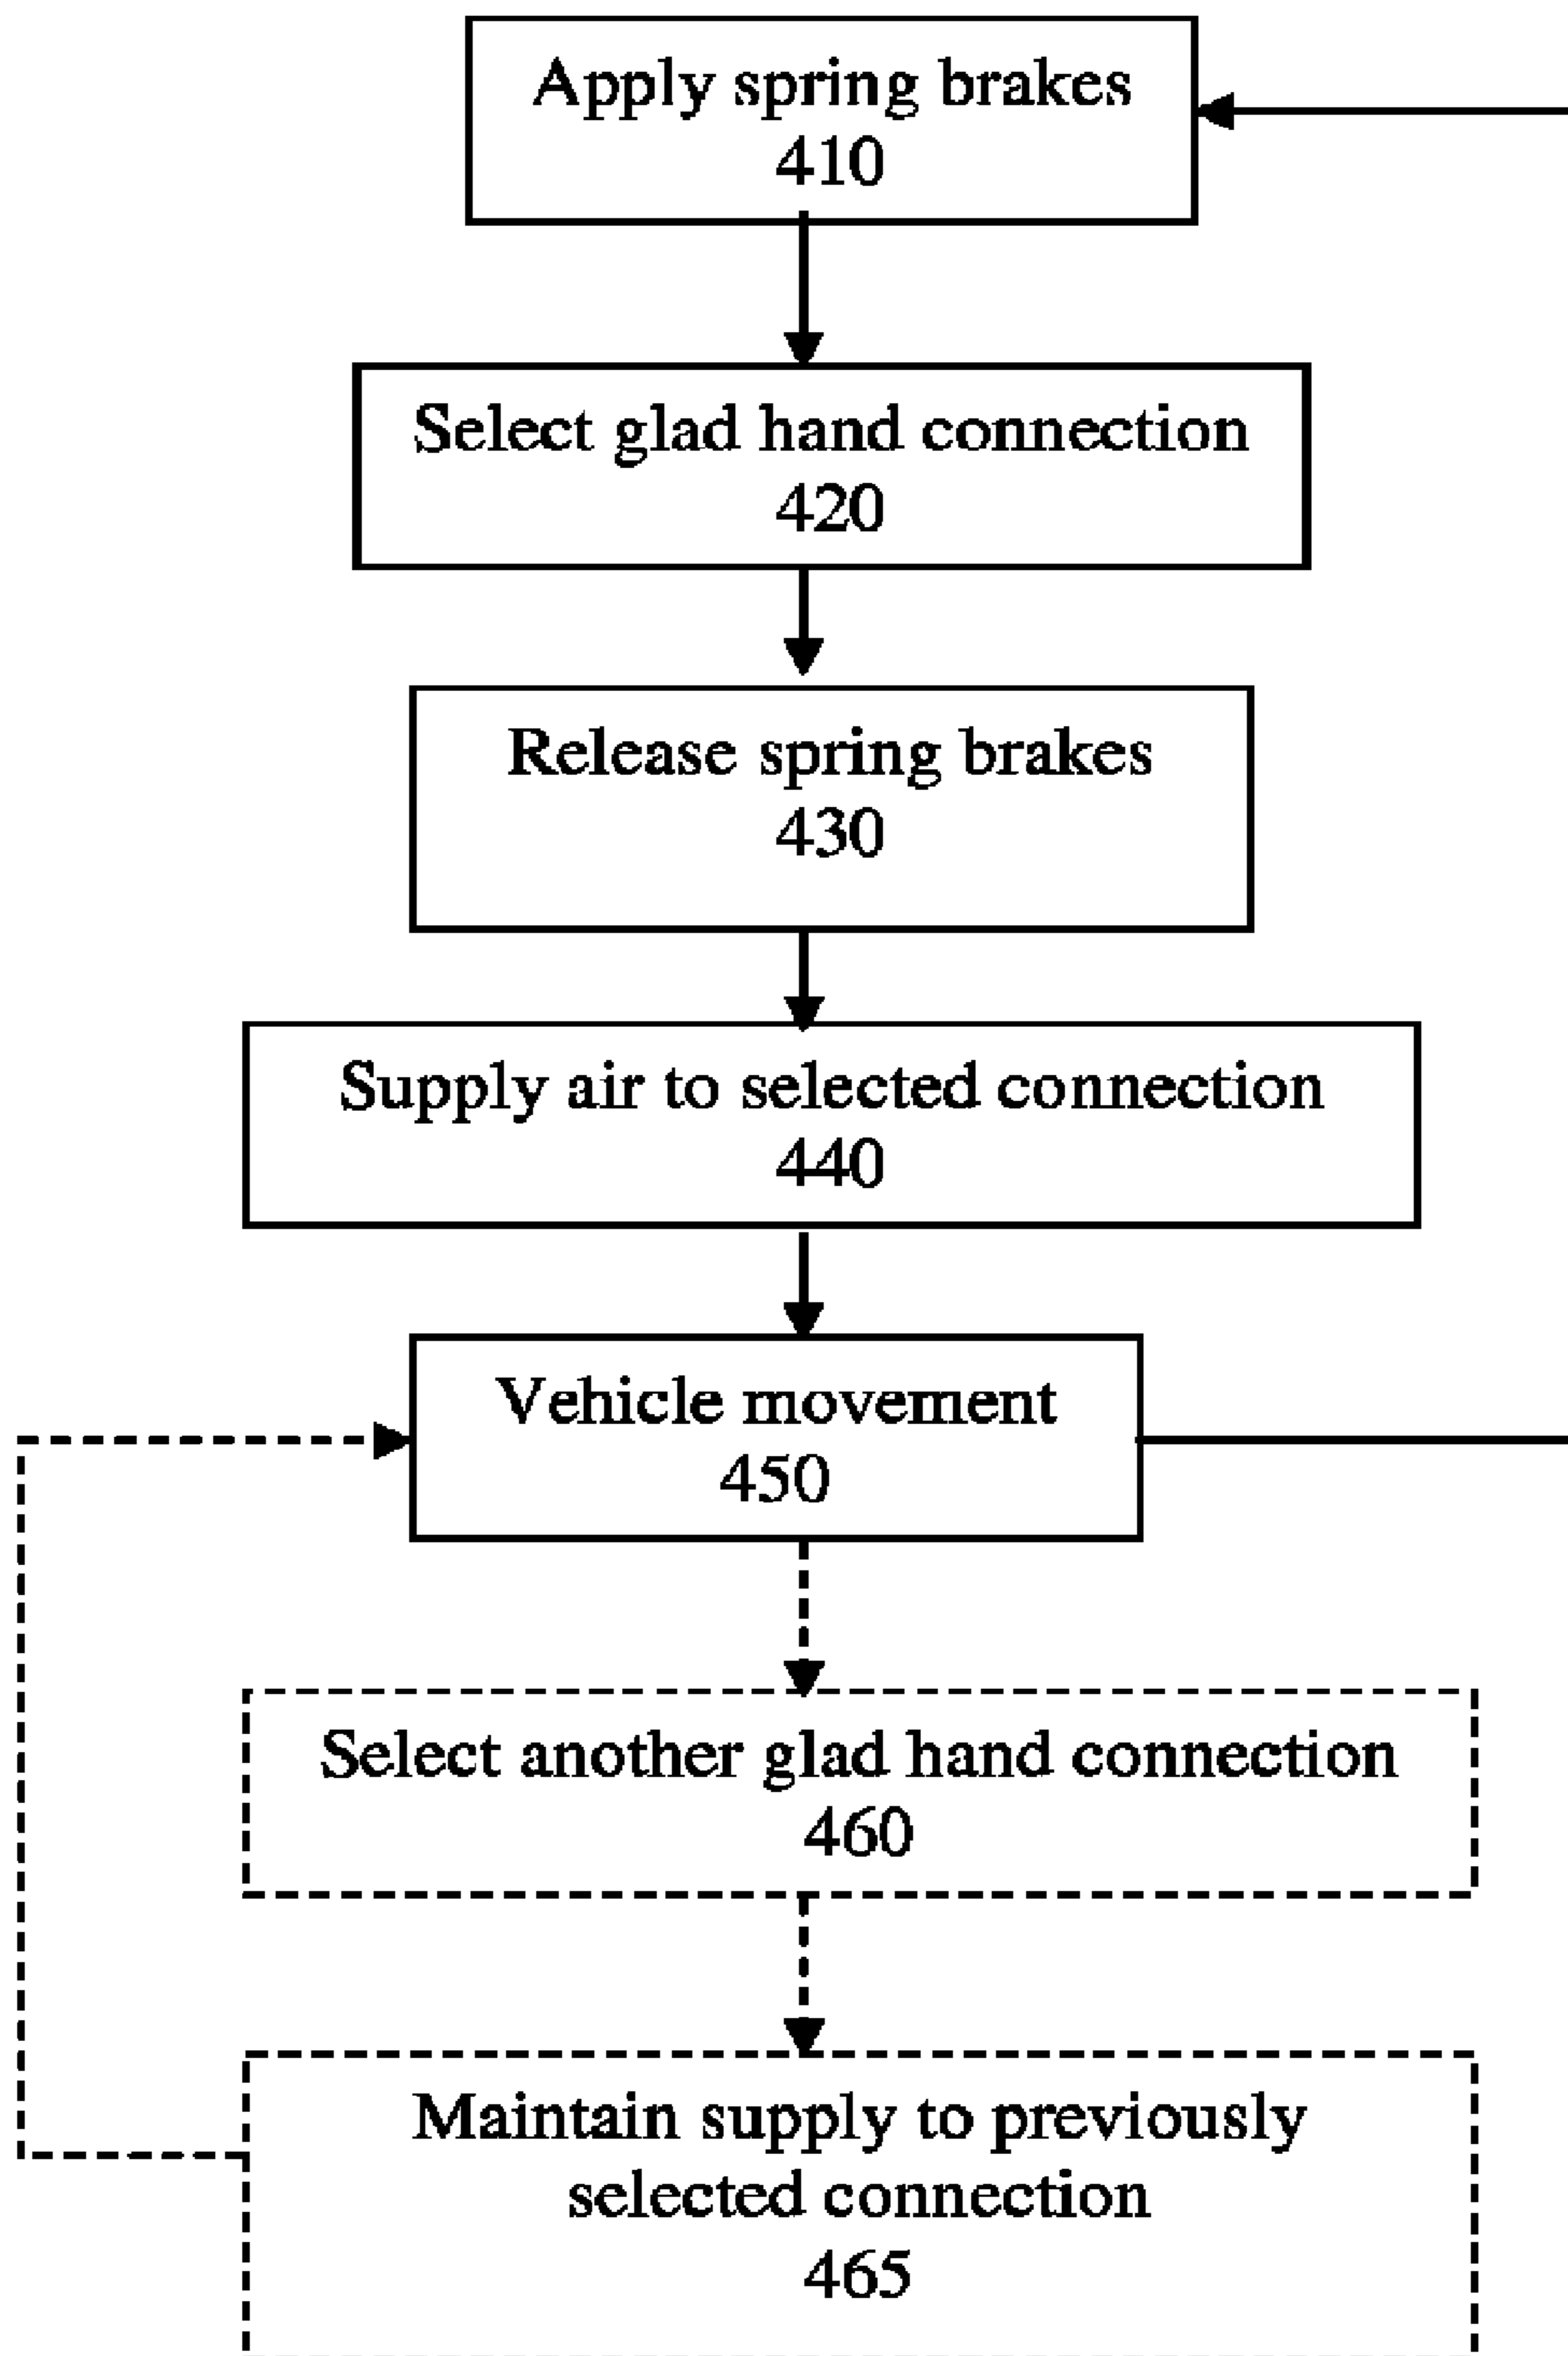 Apply spring brakes
410
Select glad hand connection
420
Release spring brakes
430
Supply air to selected connection
440
Vehicle movement
450
Select another glad hand connection
460
Maintain supply to previously
selected connection
465